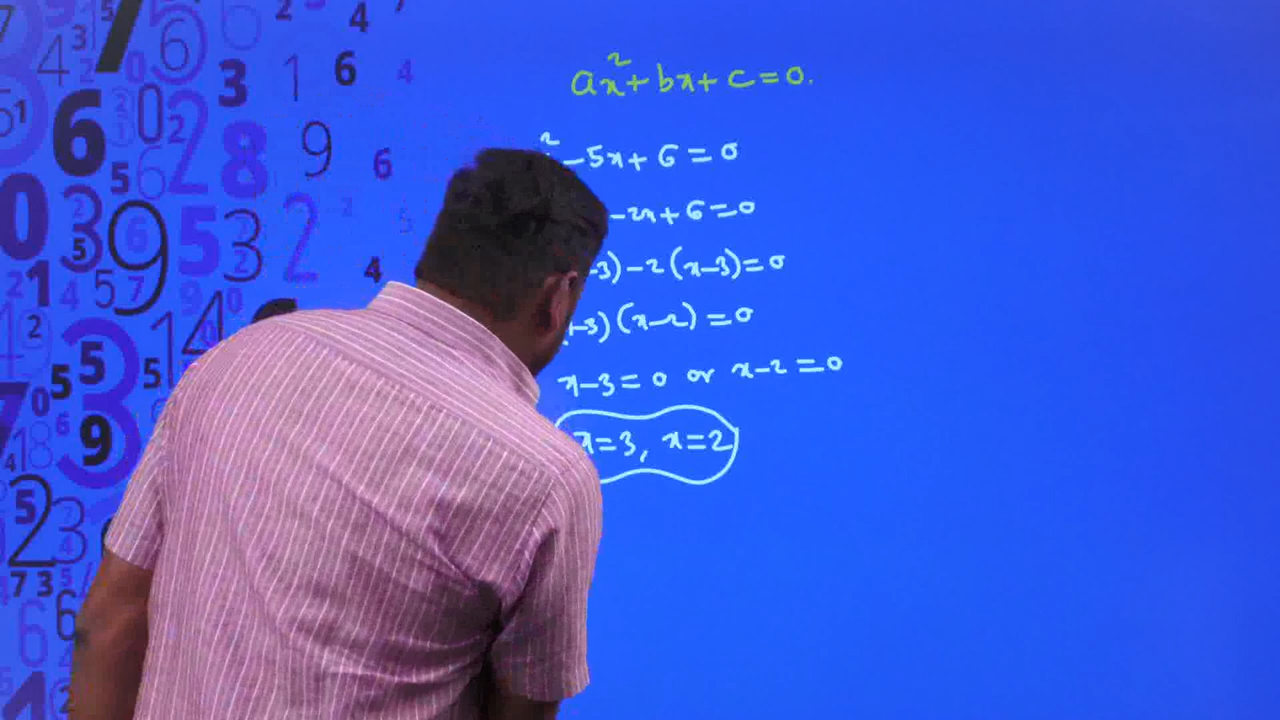 ax²+bx+c=0.
²-5x+6=0
-2x+6=0
-3)-2(x-3)=0
-3)(x-2)=0
x-3=0 or x-2=0
x=3, x=2